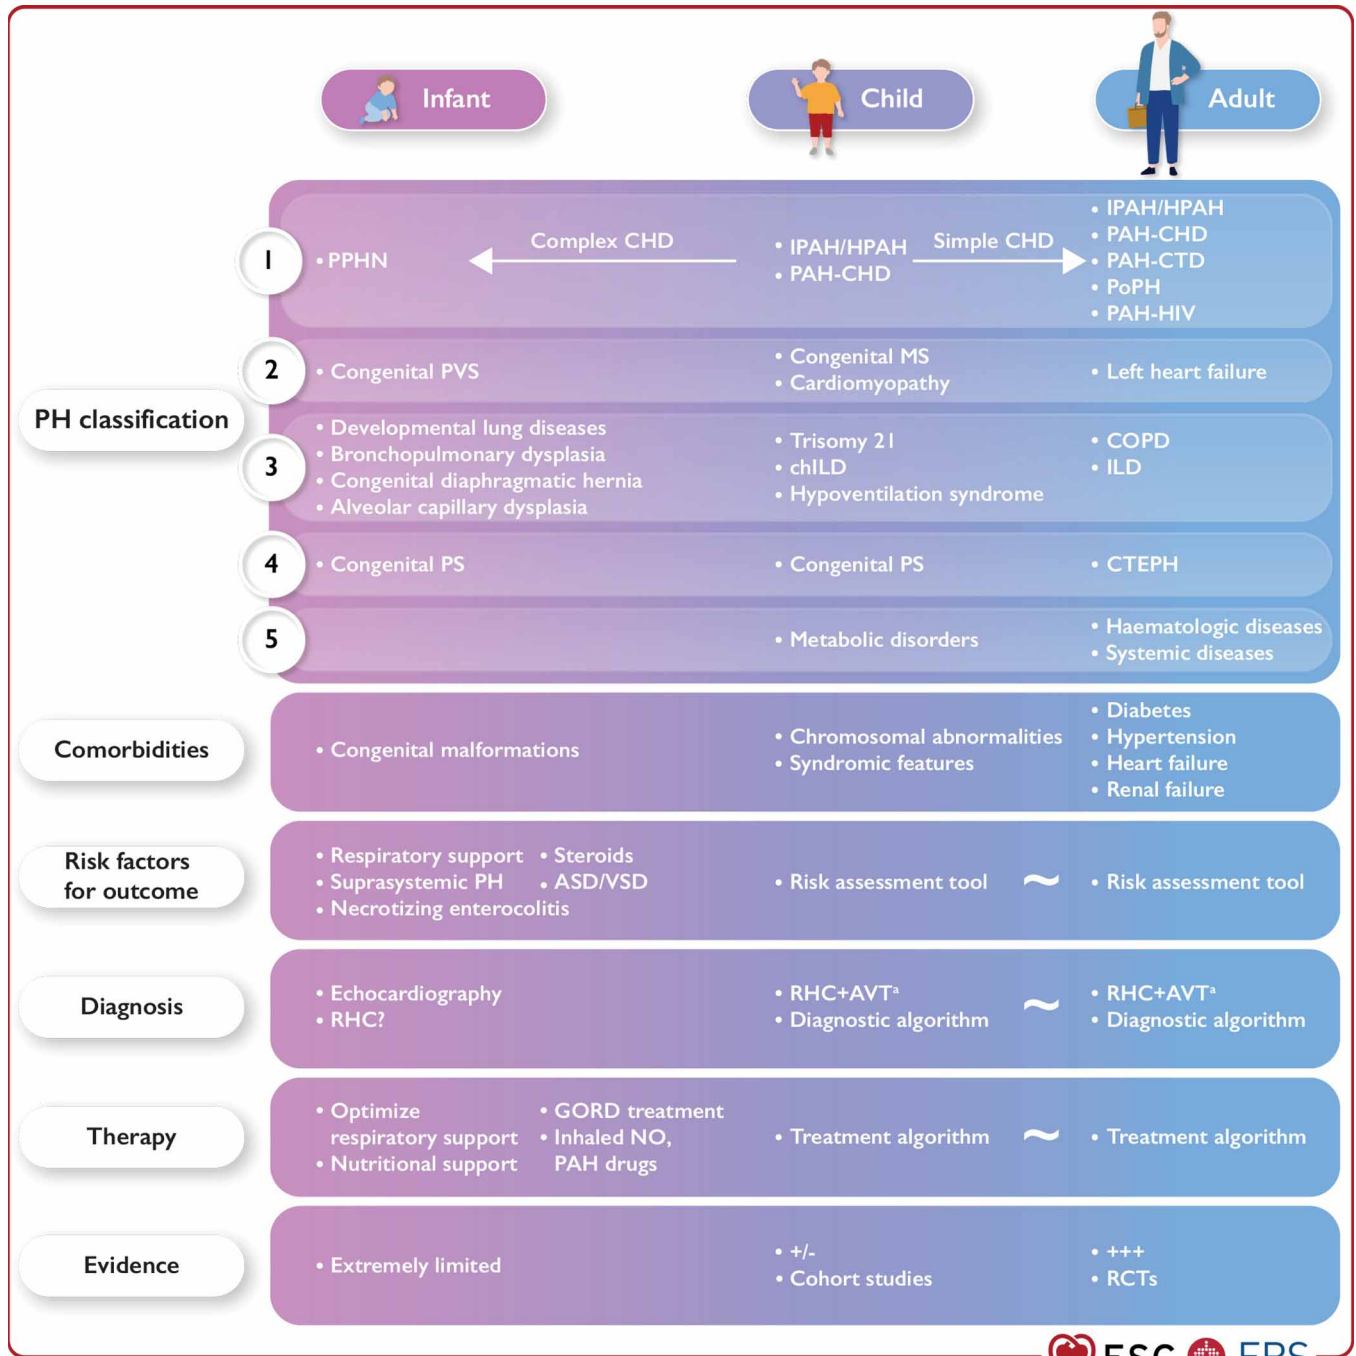 Infant
Child
Adult
PH classification
1
• PPHN
Complex CHD
• IPAH/HPAH
• PAH-CHD
Simple CHD
• IPAH/HPAH
• PAH-CHD
• PAH-CTD
• PoPH
• PAH-HIV
2
• Congenital PVS
• Congenital MS
• Cardiomyopathy
• Left heart failure
3
• Developmental lung diseases
• Bronchopulmonary dysplasia
• Congenital diaphragmatic hernia
• Alveolar capillary dysplasia
• Trisomy 21
• chILD
• Hypoventilation syndrome
• COPD
• ILD
4
• Congenital PS
• Congenital PS
• CTEPH
5
• Metabolic disorders
• Haematologic diseases
• Systemic diseases
Comorbidities
• Congenital malformations
• Chromosomal abnormalities
• Syndromic features
• Diabetes
• Hypertension
• Heart failure
• Renal failure
Risk factors
for outcome
• Respiratory support
• Suprasystemic PH
• Necrotizing enterocolitis
• Steroids
• ASD/VSD
• Risk assessment tool
~
• Risk assessment tool
Diagnosis
• Echocardiography
• RHC?
• RHC+AVTᵃ
• Diagnostic algorithm
~
• RHC+AVTᵃ
• Diagnostic algorithm
Therapy
• Optimize
respiratory support
• Nutritional support
• GORD treatment
• Inhaled NO,
PAH drugs
• Treatment algorithm
~
• Treatment algorithm
Evidence
• Extremely limited
• +/-
• Cohort studies
• +++
• RCTs
ESC ERS